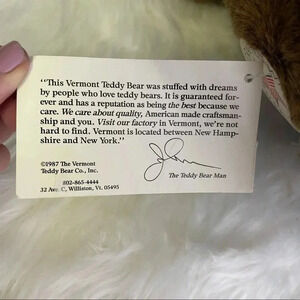 "This Vermont Teddy Bear was stuffed with dreams
by people who love teddy bears. It is guaranteed for-
ever and has a reputation as being the best because we
care. We care about quality, American made craftsman-
ship and you. Visit our factory in Vermont, we're not
hard to find. Vermont is located between New Hamp-
shire and New York."
©1987 The Vermont
Teddy Bear Co., Inc.
802-865-4444
32 Ave. C, Williston, Vt. 05495
The Teddy Bear Man